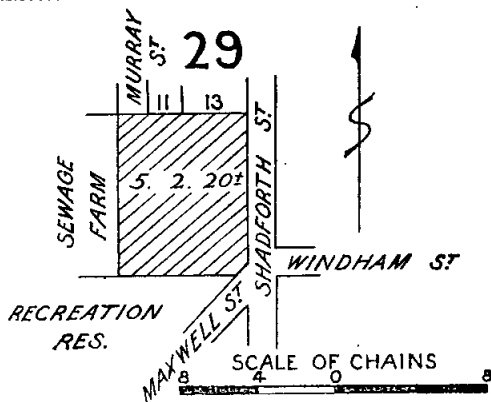 MURRAY ST
29
11
13
SHADFORTH ST
SEWAGE FARM
5. 2. 20±
WINDHAM ST
MAXWELL ST
RECREATION
RES.
SCALE OF CHAINS
8 4 0 8